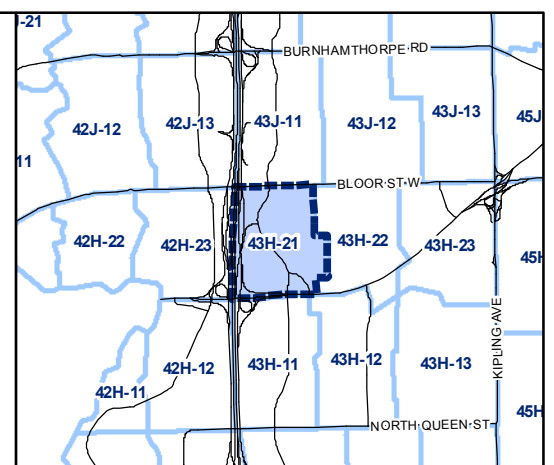 J-21
BURNHAMTHORPE RD
42J-12
42J-13
43J-11
43J-12
43J-13
45J
11
BLOOR ST W
42H-22
42H-23
43H-21
43H-22
43H-23
45H
KIPLING AVE
42H-11
42H-12
43H-11
43H-12
43H-13
45H
NORTH QUEEN ST